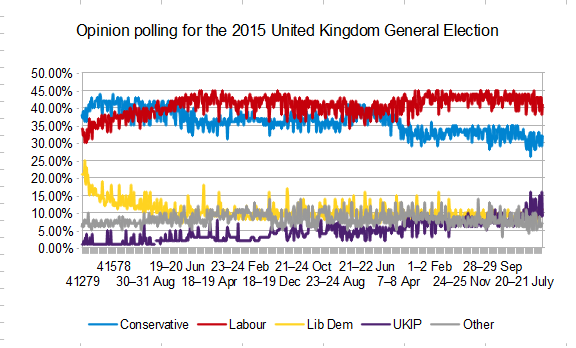 Opinion polling for the 2015 United Kingdom General Election
50.00%
45.00%
40.00%
35.00%
30.00%
25.00%
20.00%
15.00%
10.00%
5.00%
0.00%
41578 19–20 Jun 23–24 Feb 21–24 Oct 21–22 Jun 1–2 Feb 28–29 Sep
41279 30–31 Aug 18–19 Apr 18–19 Dec 23–24 Aug 7–8 Apr 24–25 Nov 20–21 July
Conservative Labour Lib Dem UKIP Other